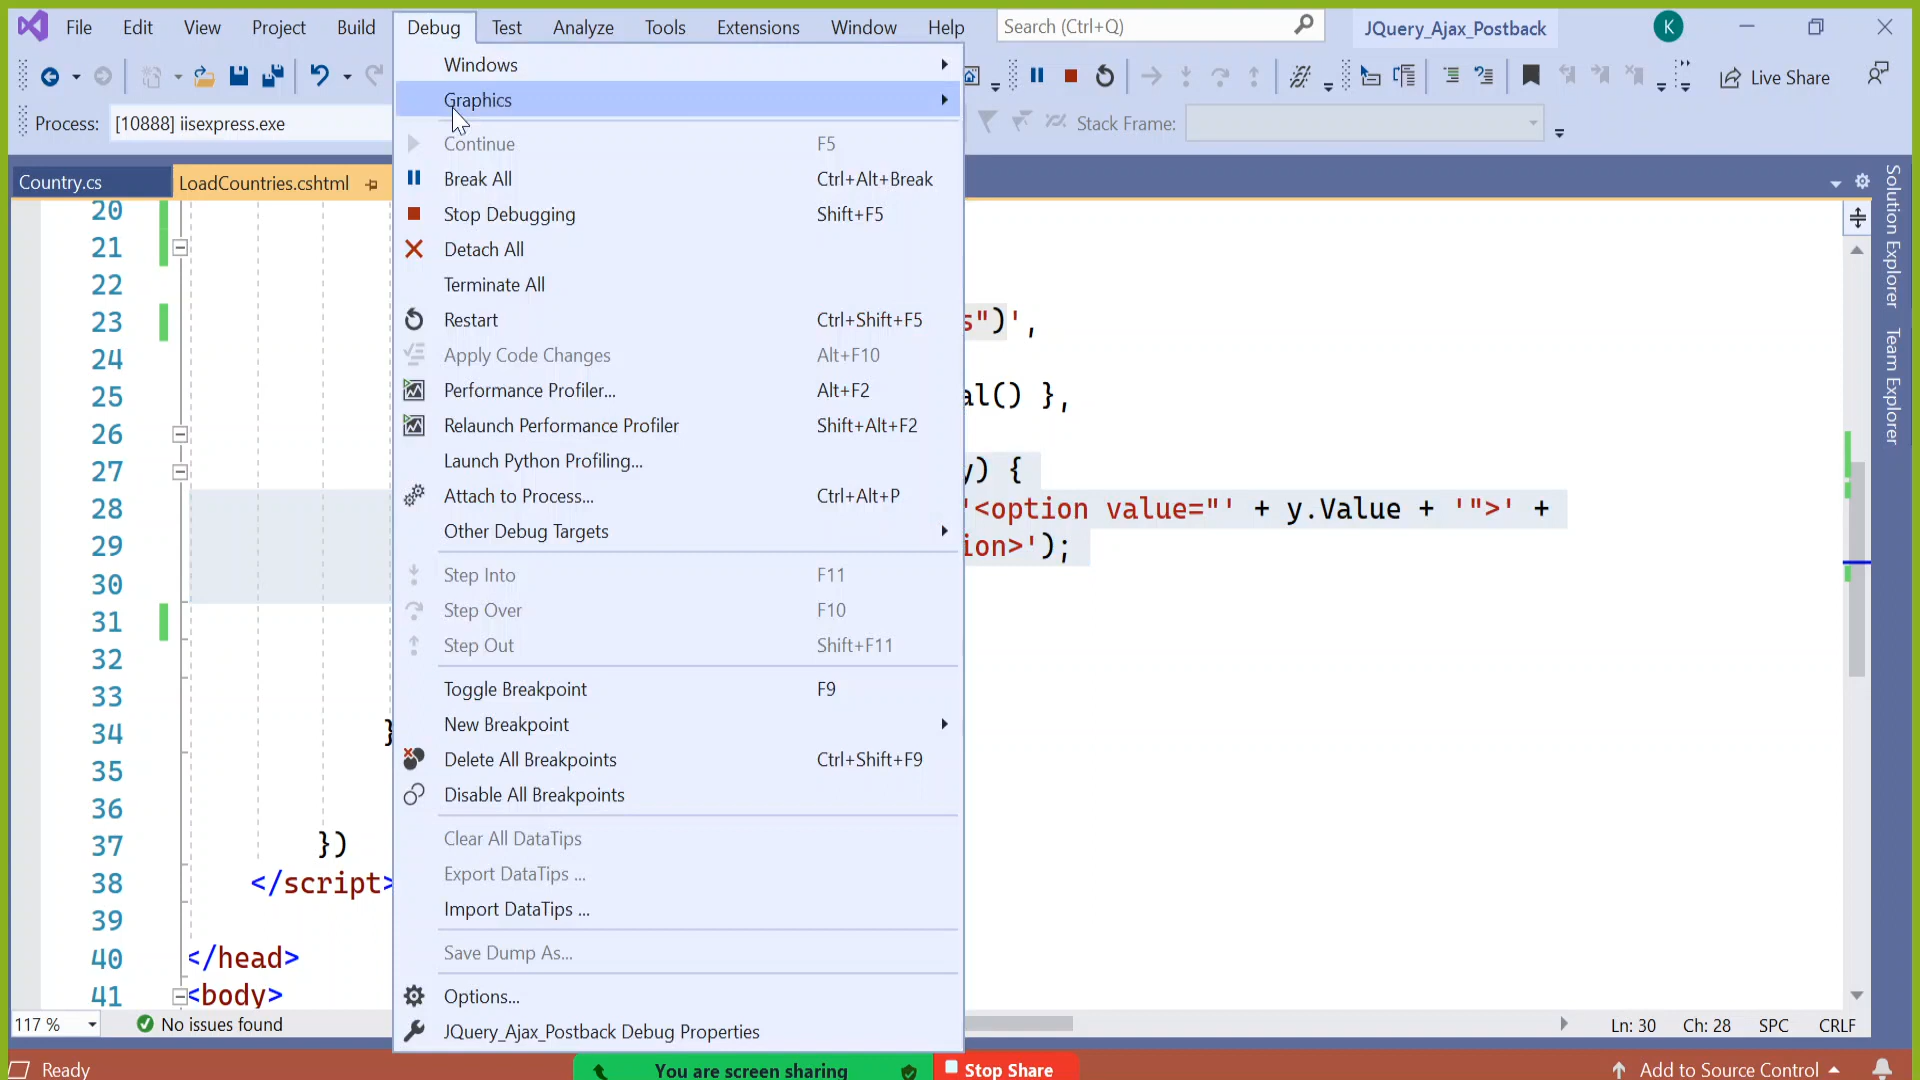 File Edit View Project Build Debug Test Analyze Tools Extensions Window Help Search (Ctrl+Q) JQuery_Ajax_Postback K
Live Share
Process: [10888] iisexpress.exe Stack Frame:
Country.cs LoadCountries.cshtml
Windows
Graphics
Continue F5
Break All Ctrl+Alt+Break
Stop Debugging Shift+F5
Detach All
Terminate All
Restart Ctrl+Shift+F5
Apply Code Changes Alt+F10
Performance Profiler... Alt+F2
Relaunch Performance Profiler Shift+Alt+F2
Launch Python Profiling...
Attach to Process... Ctrl+Alt+P
Other Debug Targets
Step Into F11
Step Over F10
Step Out Shift+F11
Toggle Breakpoint F9
New Breakpoint
Delete All Breakpoints Ctrl+Shift+F9
Disable All Breakpoints
Clear All DataTips
Export DataTips ...
Import DataTips ...
Save Dump As...
Options...
JQuery_Ajax_Postback Debug Properties
20
21
22
23 s")',
24
25 al() },
26
27 y) {
28 '<option value="' + y.Value + '">' +
29 ion>');
30
31
32
33
34 }
35
36
37 })
38 </script>
39
40 </head>
41 <body>
Solution Explorer
Team Explorer
117 % No issues found Ln: 30 Ch: 28 SPC CRLF
Ready You are screen sharing Stop Share Add to Source Control